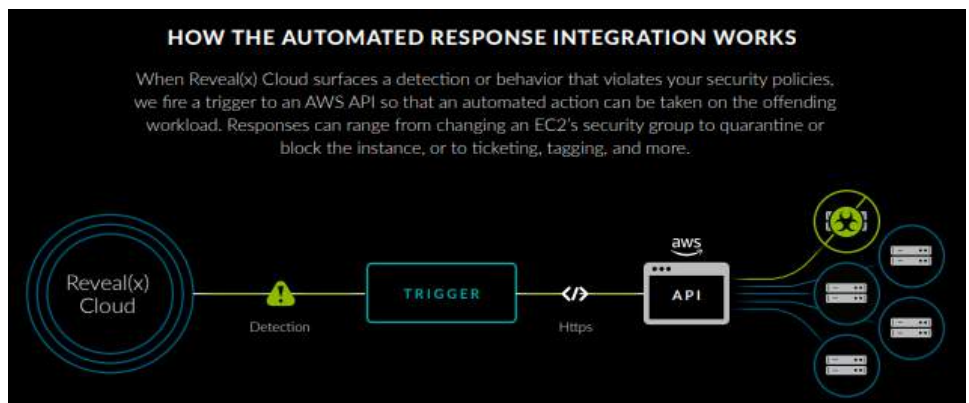 HOW THE AUTOMATED RESPONSE INTEGRATION WORKS
When Reveal(x) Cloud surfaces a detection or behavior that violates your security policies,
we fire a trigger to an AWS API so that an automated action can be taken on the offending
workload. Responses can range from changing an EC2's security group to quarantine or
block the instance, or to ticketing, tagging, and more.
Reveal(x)
Cloud
Detection
TRIGGER
</>
Https
aws
API